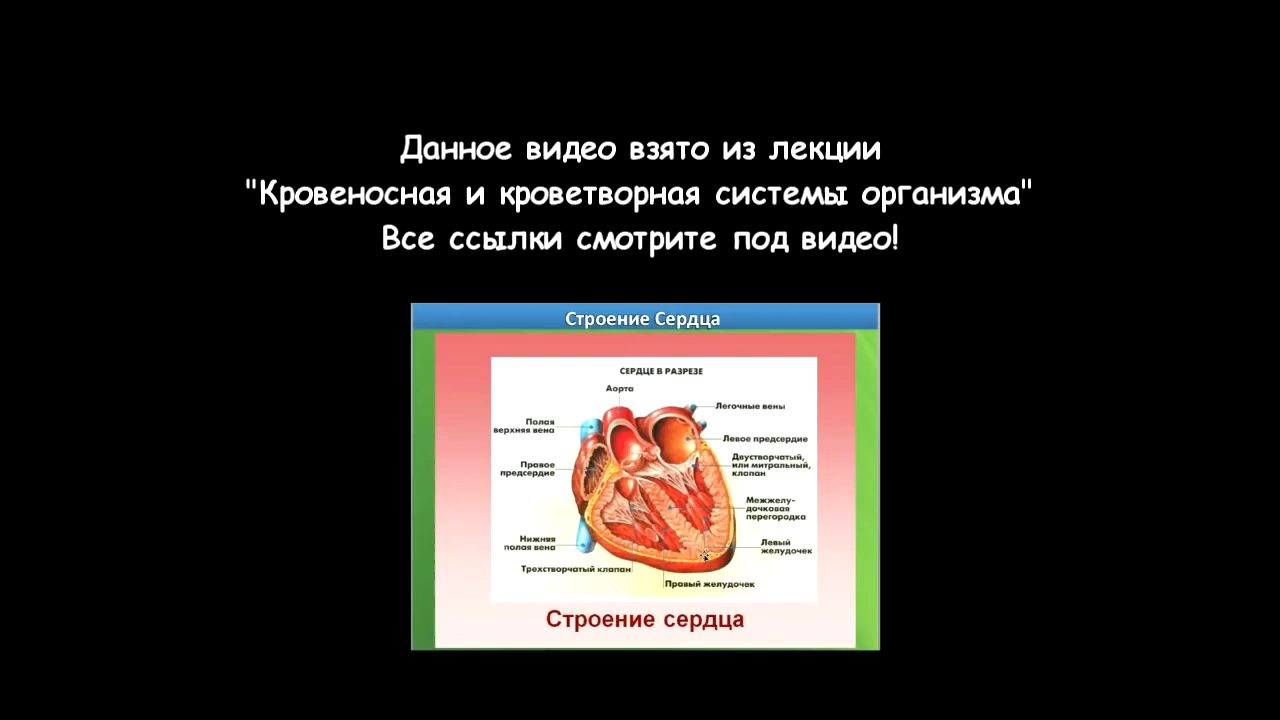 Данное видео взято из лекции
"Кровеносная и кроветворная системы организма"
Все ссылки смотрите под видео!
Строение Сердца
СЕРДЦЕ В РАЗРЕЗЕ
Аорта
Легочные вены
Полая
верхняя вена
Левое предсердие
Двустворчатый,
или митральный,
клапан
Правое
предсердие
Межжелу-
дочковая
перегородка
Нижняя
полая вена
Левый
желудочек
Трехстворчатый клапан
Правый желудочек
Строение сердца